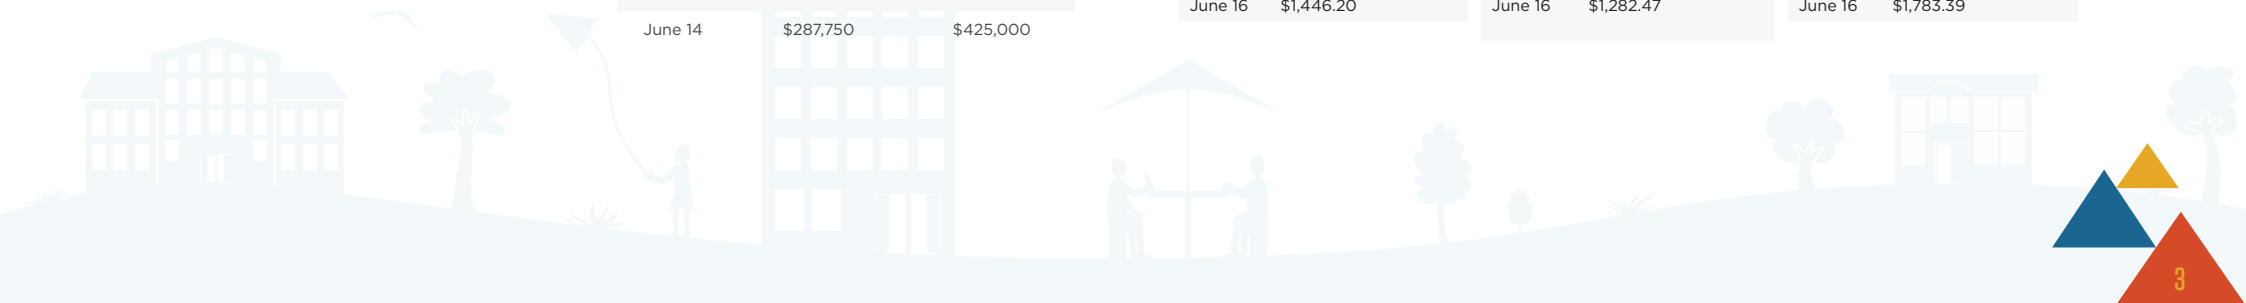 June 16 $1,446.20
June 16 $1,282.47
June 16 $1,783.39
June 14 $287,750 $425,000
3